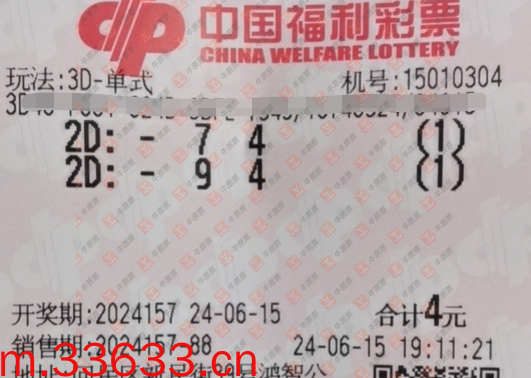 中国福利彩票
CHINA WELFARE LOTTERY
玩法:3D-单式 机号:15010304
2D: - 7 4 (1)
2D: - 9 4 (1)
开奖期:2024157 24-06-15 合计4元
销售期:2024157-88 24-06-15 19:11:21
m.33633.cn